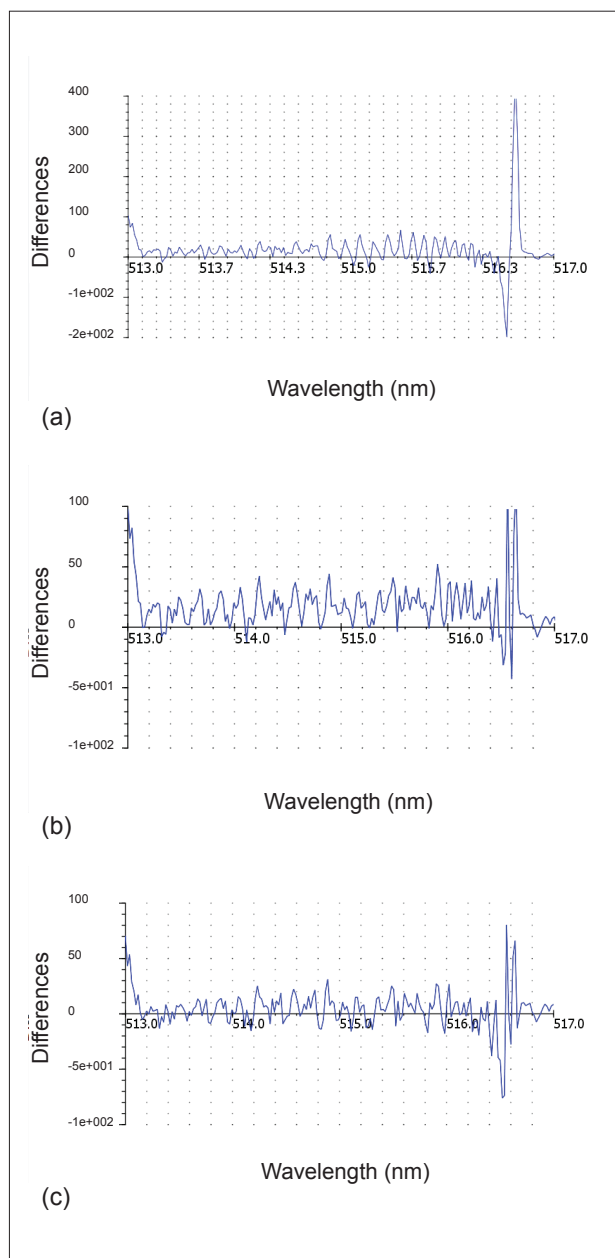 400
300
200
100
0
-1e+002
-2e+002
Differences
513.0 513.7 514.3 515.0 515.7 516.3 517.0
Wavelength (nm)
(a)
100
50
0
-5e+001
-1e+002
Differences
513.0 514.0 515.0 516.0 517.0
Wavelength (nm)
(b)
100
50
0
-5e+001
-1e+002
Differences
513.0 514.0 515.0 516.0 517.0
Wavelength (nm)
(c)